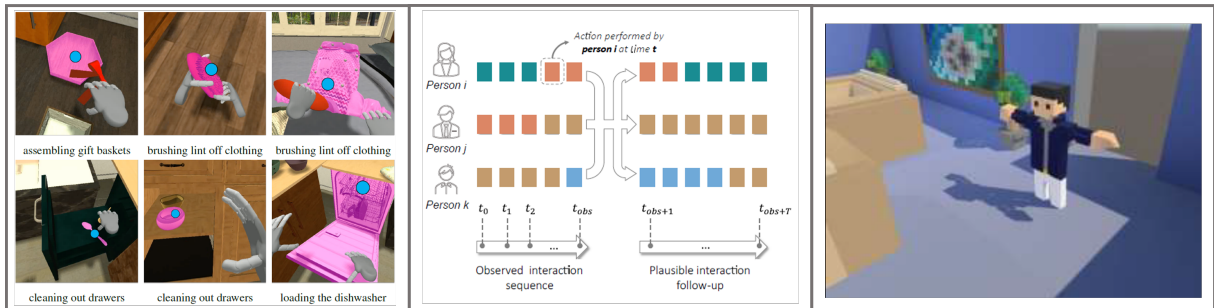 assembling gift baskets
brushing lint off clothing
brushing lint off clothing
cleaning out drawers
cleaning out drawers
loading the dishwasher
Action performed by
person i at time t
Person i
Person j
Person k
t0
t1
t2
tobs
tobs+1
tobs+T
...
...
Observed interaction
sequence
Plausible interaction
follow-up